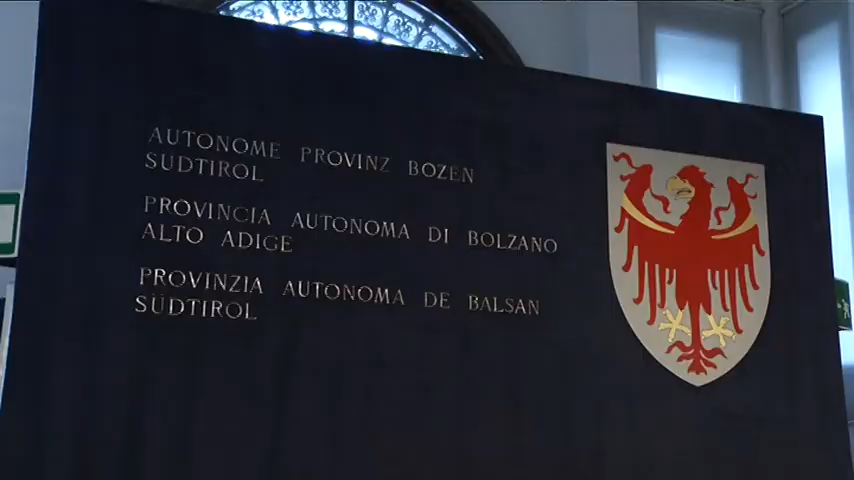 AUTONOME PROVINZ BOZEN
SÜDTIROL
PROVINCIA AUTONOMA DI BOLZANO
ALTO ADIGE
PROVINZIA AUTONOMA DE BALSAN
SÜDTIROL